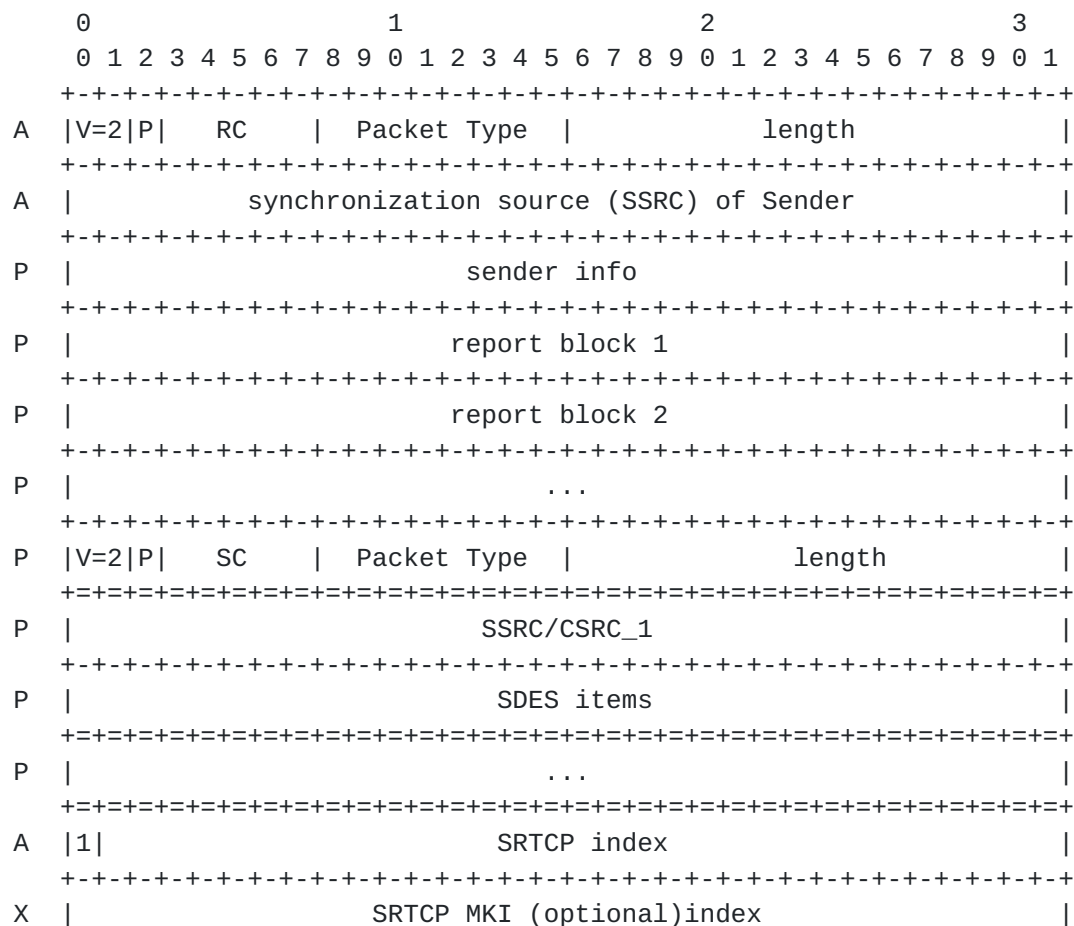 0                   1                   2                   3
     0 1 2 3 4 5 6 7 8 9 0 1 2 3 4 5 6 7 8 9 0 1 2 3 4 5 6 7 8 9 0 1
    +-+-+-+-+-+-+-+-+-+-+-+-+-+-+-+-+-+-+-+-+-+-+-+-+-+-+-+-+-+-+-+-+
A   |V=2|P|   RC    |  Packet Type  |            length             |
    +-+-+-+-+-+-+-+-+-+-+-+-+-+-+-+-+-+-+-+-+-+-+-+-+-+-+-+-+-+-+-+-+
A   |           synchronization source (SSRC) of Sender             |
    +-+-+-+-+-+-+-+-+-+-+-+-+-+-+-+-+-+-+-+-+-+-+-+-+-+-+-+-+-+-+-+-+
P   |                         sender info                           |
    +-+-+-+-+-+-+-+-+-+-+-+-+-+-+-+-+-+-+-+-+-+-+-+-+-+-+-+-+-+-+-+-+
P   |                        report block 1                         |
    +-+-+-+-+-+-+-+-+-+-+-+-+-+-+-+-+-+-+-+-+-+-+-+-+-+-+-+-+-+-+-+-+
P   |                        report block 2                         |
    +-+-+-+-+-+-+-+-+-+-+-+-+-+-+-+-+-+-+-+-+-+-+-+-+-+-+-+-+-+-+-+-+
P   |                              ...                              |
    +-+-+-+-+-+-+-+-+-+-+-+-+-+-+-+-+-+-+-+-+-+-+-+-+-+-+-+-+-+-+-+-+
P   |V=2|P|   SC    |  Packet Type  |              length           |
    +=+=+=+=+=+=+=+=+=+=+=+=+=+=+=+=+=+=+=+=+=+=+=+=+=+=+=+=+=+=+=+=+
P   |                          SSRC/CSRC_1                          |
    +-+-+-+-+-+-+-+-+-+-+-+-+-+-+-+-+-+-+-+-+-+-+-+-+-+-+-+-+-+-+-+-+
P   |                           SDES items                          |
    +=+=+=+=+=+=+=+=+=+=+=+=+=+=+=+=+=+=+=+=+=+=+=+=+=+=+=+=+=+=+=+=+
P   |                              ...                              |
    +=+=+=+=+=+=+=+=+=+=+=+=+=+=+=+=+=+=+=+=+=+=+=+=+=+=+=+=+=+=+=+=+
A   |1|                         SRTCP index                         |
    +-+-+-+-+-+-+-+-+-+-+-+-+-+-+-+-+-+-+-+-+-+-+-+-+-+-+-+-+-+-+-+-+
X   |                   SRTCP MKI (optional)index                   |